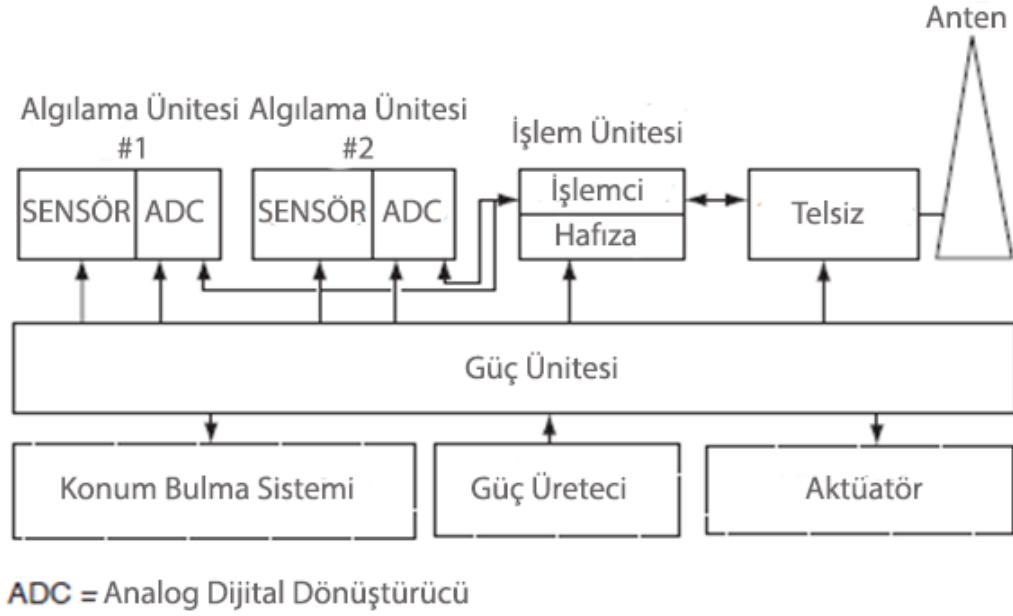 Anten
Algılama Ünitesi
#1
Algılama Ünitesi
#2
İşlem Ünitesi
SENSÖR
ADC
SENSÖR
ADC
İşlemci
Hafıza
Telsiz
Güç Ünitesi
Konum Bulma Sistemi
Güç Üreteci
Aktüatör
ADC = Analog Dijital Dönüştürücü